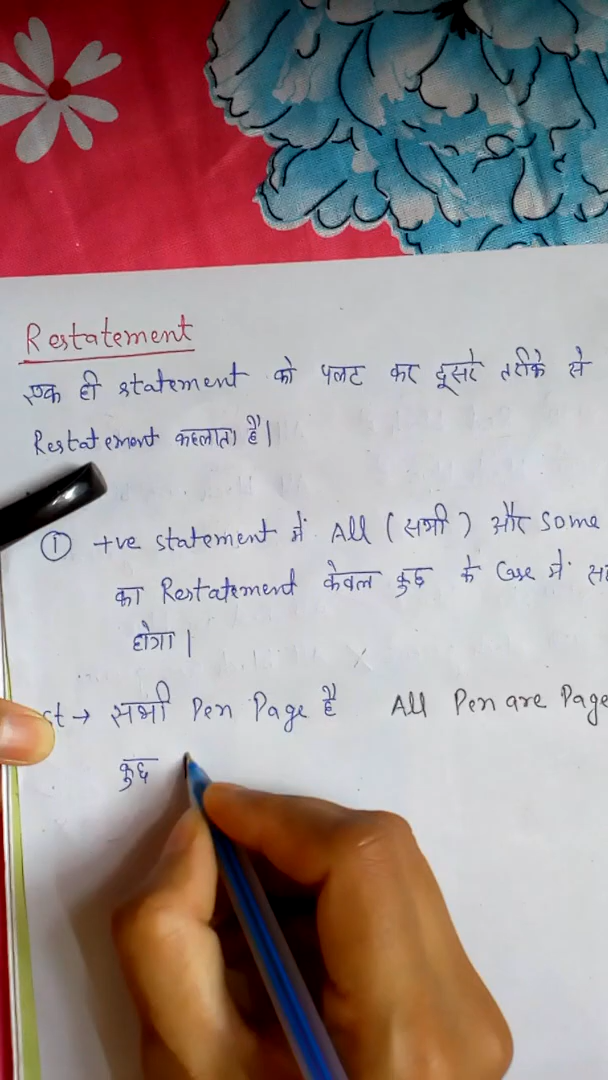 Restatement
एक ही statement को पलट कर दूसरे तरीके से
Restatement कहलाता है।
① +ve statement में All (सभी) और Some
का Restatement केवल कुछ के Case में
होगा।
st → सभी Pen Page है All Pen are Page
कुछ